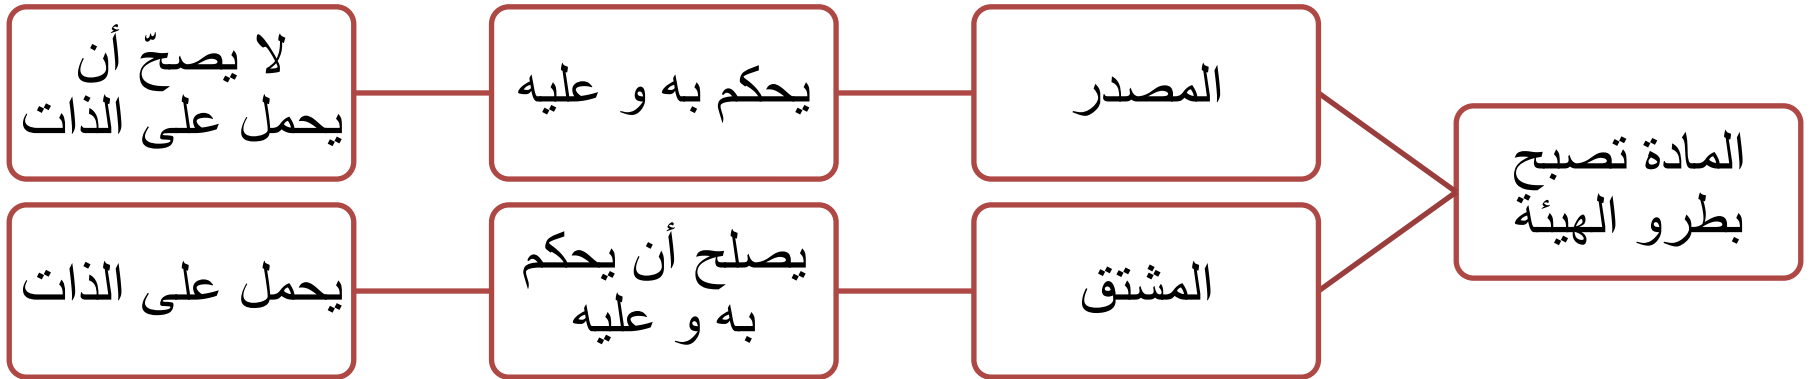 المادة تصبح
بطرو الهيئة
المصدر
يحكم به و عليه
لا يصحّ أن
يحمل على الذات
المشتق
يصلح أن يحكم
به و عليه
يحمل على الذات